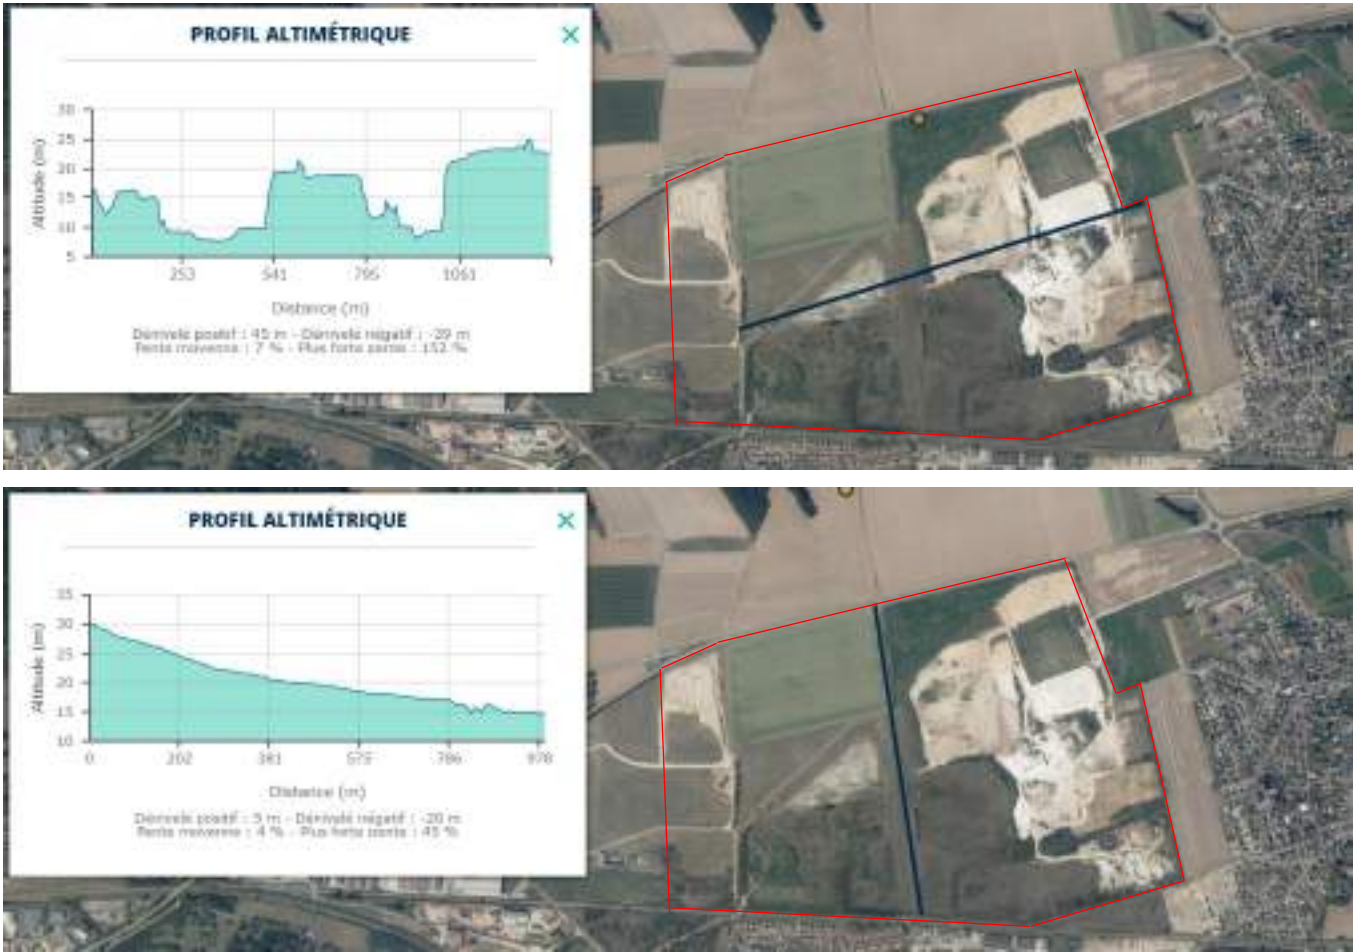 PROFIL ALTIMÉTRIQUE
30
25
20
15
10
5
Altitude (m)
253
541
795
1061
Distance (m)
Dénivelé positif : 45 m - Dénivelé négatif : -39 m
Pente moyenne : 7 % - Plus forte pente : 152 %
PROFIL ALTIMÉTRIQUE
35
30
25
20
15
10
Altitude (m)
0
202
381
575
786
978
Distance (m)
Dénivelé positif : 5 m - Dénivelé négatif : -20 m
Pente moyenne : 4 % - Plus forte pente : 45 %